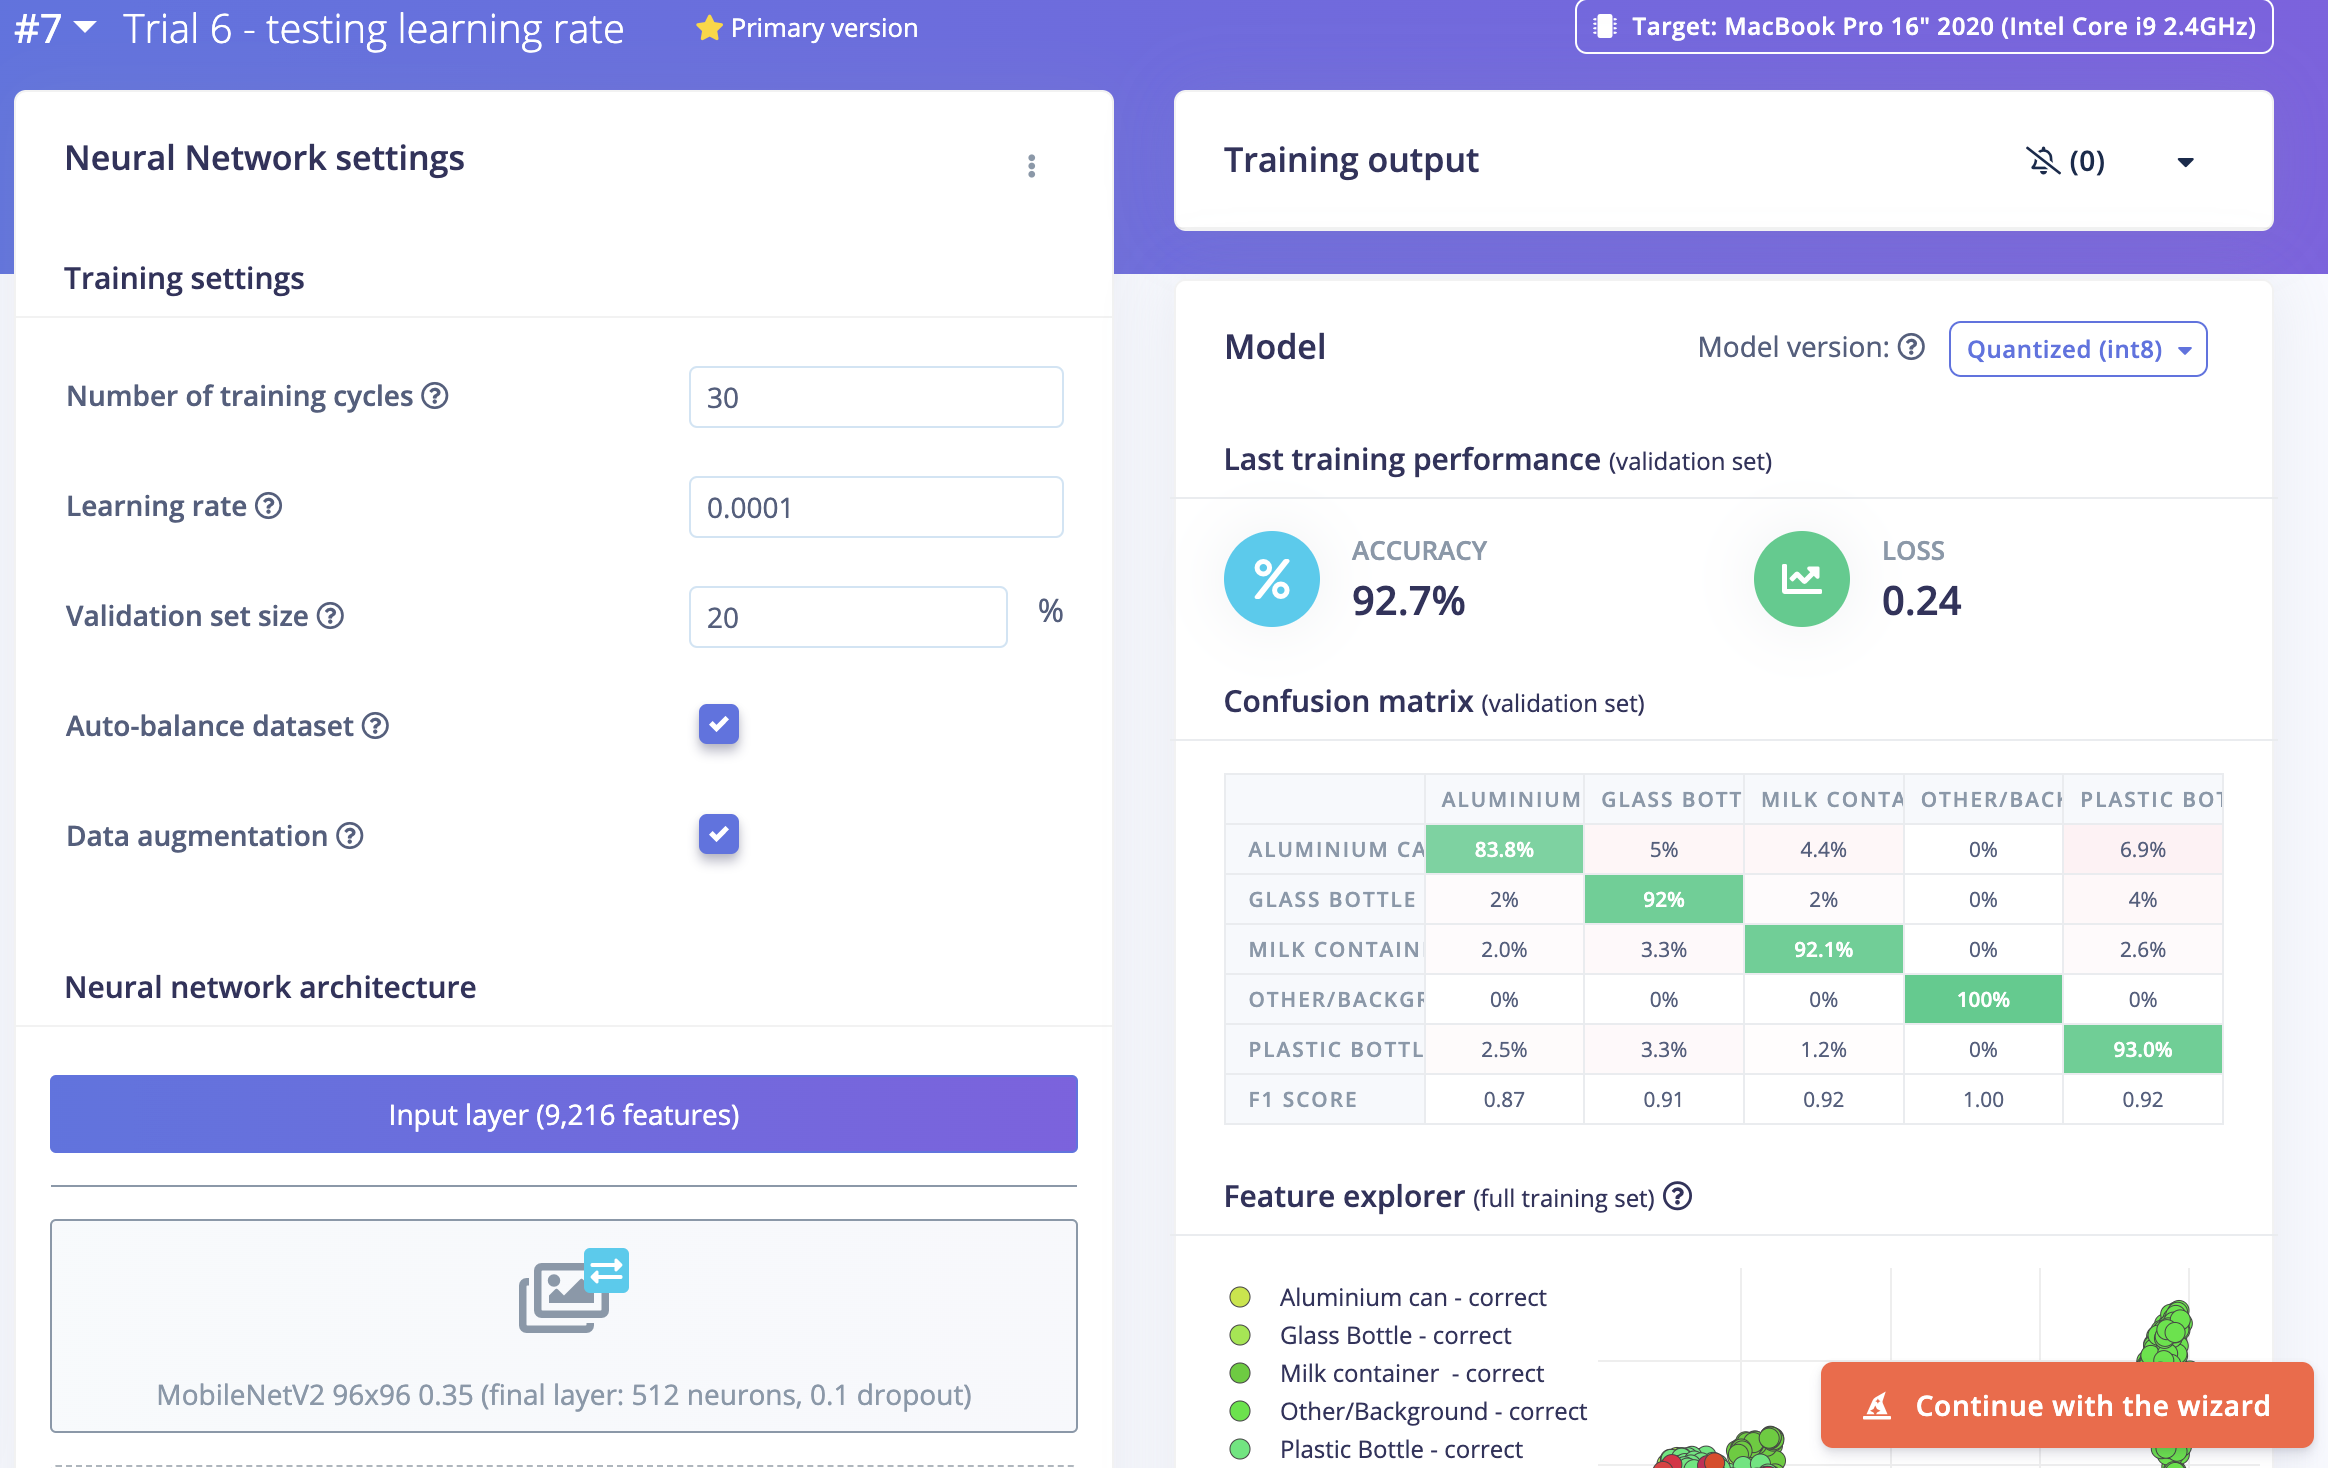 #7 Trial 6 - testing learning rate Primary version Target: MacBook Pro 16" 2020 (Intel Core i9 2.4GHz)
Neural Network settings
Training settings
Number of training cycles ? 30
Learning rate ? 0.0001
Validation set size ? 20 %
Auto-balance dataset ?
Data augmentation ?
Neural network architecture
Input layer (9,216 features)
MobileNetV2 96x96 0.35 (final layer: 512 neurons, 0.1 dropout)
Training output (0)
Model Model version: ? Quantized (int8)
Last training performance (validation set)
% ACCURACY LOSS
92.7% 0.24
Confusion matrix (validation set)
ALUMINIUM GLASS BOTT MILK CONTA OTHER/BACK PLASTIC BOT
ALUMINIUM CA 83.8% 5% 4.4% 0% 6.9%
GLASS BOTTLE 2% 92% 2% 0% 4%
MILK CONTAIN 2.0% 3.3% 92.1% 0% 2.6%
OTHER/BACKGR 0% 0% 0% 100% 0%
PLASTIC BOTTL 2.5% 3.3% 1.2% 0% 93.0%
F1 SCORE 0.87 0.91 0.92 1.00 0.92
Feature explorer (full training set) ?
Aluminium can - correct
Glass Bottle - correct
Milk container - correct
Other/Background - correct
Plastic Bottle - correct
Continue with the wizard